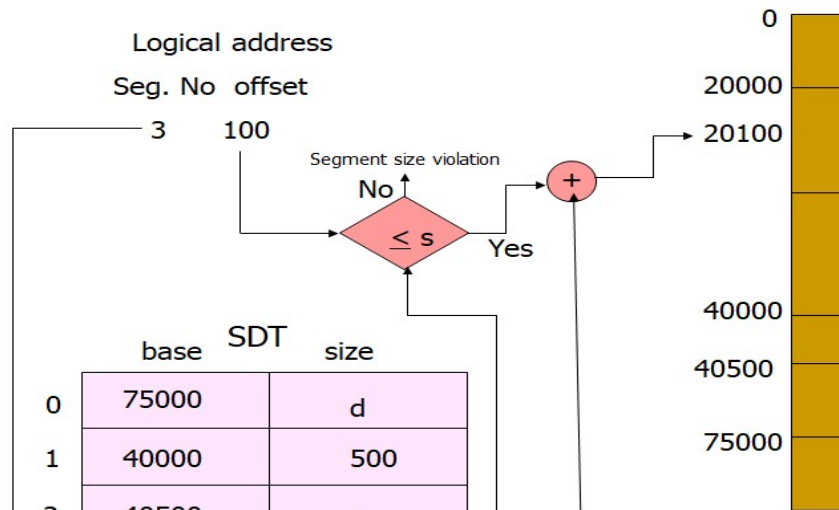 Logical address
Seg. No offset
3 100
Segment size violation
No
≤ s
Yes
+
0
20000
20100
40000
40500
75000
SDT
base size
0 75000 d
1 40000 500